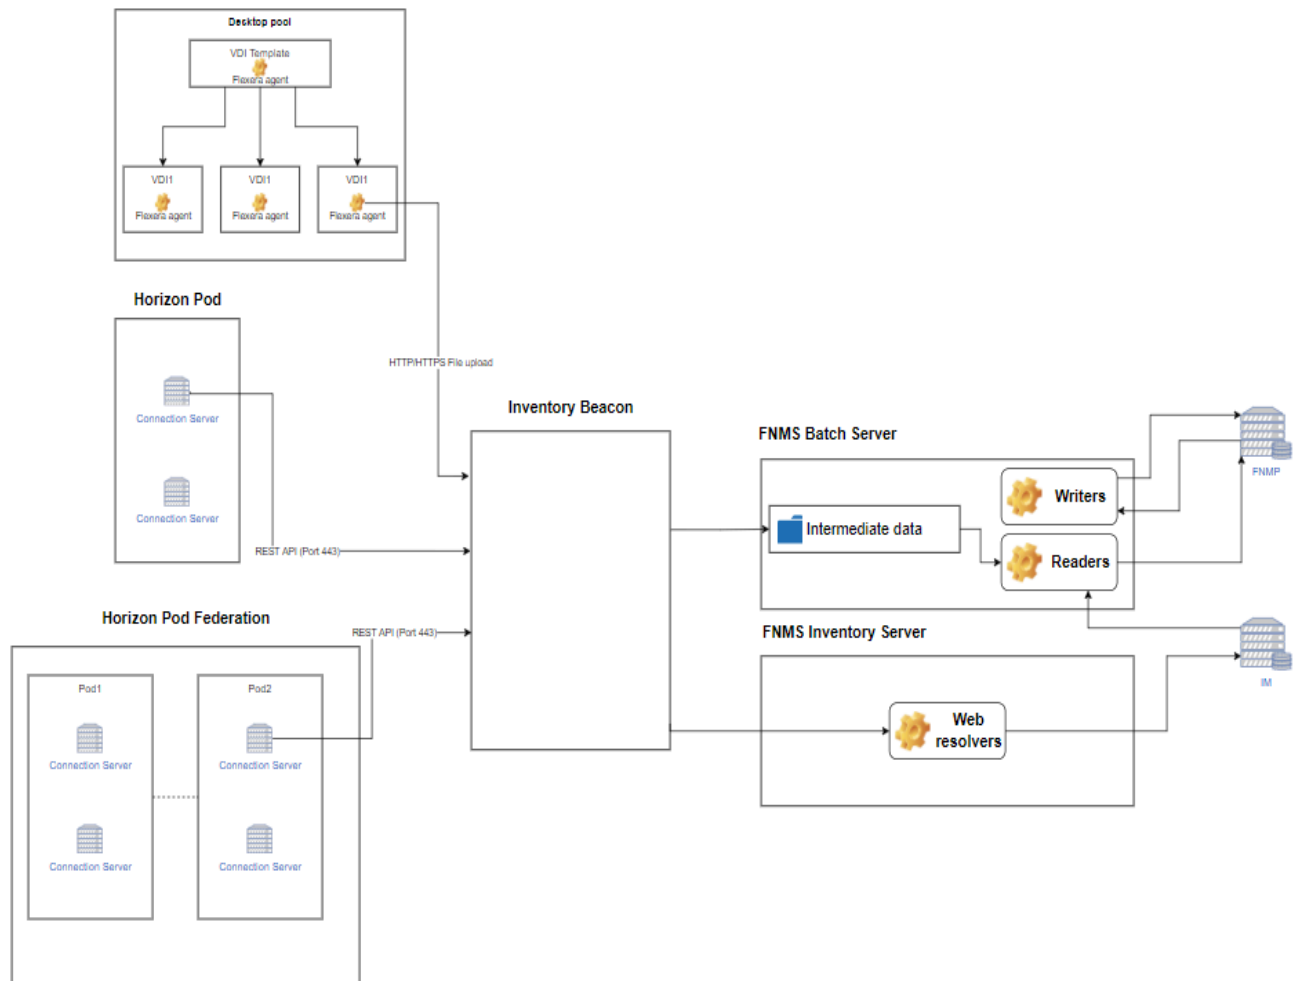 Desktop pool
VDI Template
Flexera agent
VDI1
Flexera agent
VDI1
Flexera agent
VDI1
Flexera agent
Horizon Pod
Connection Server
Connection Server
HTTP/HTTPS File upload
REST API (Port 443)
Horizon Pod Federation
REST API (Port 443)
Pod1
Connection Server
Connection Server
Pod2
Connection Server
Connection Server
Inventory Beacon
FNMS Batch Server
Intermediate data
Writers
Readers
FNMP
FNMS Inventory Server
Web
resolvers
IM